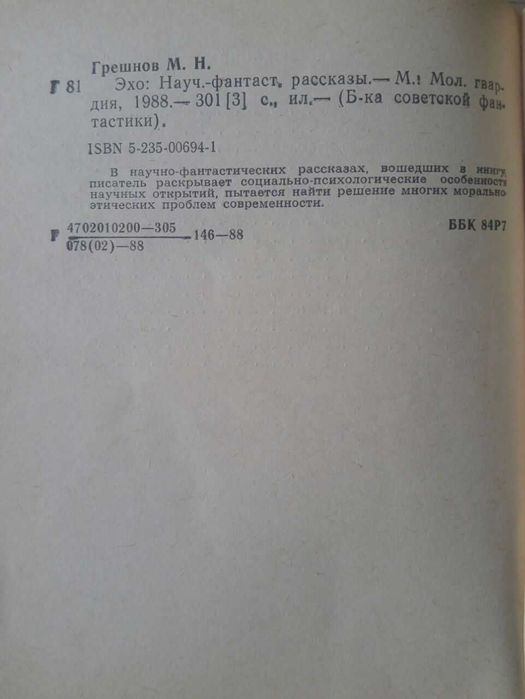 Грешнов М. Н.
Г 81 Эхо: Науч.-фантаст. рассказы.— М.: Мол. гвар-
дия, 1988.— 301 [3] с., ил.— (Б-ка советской фан-
тастики).
ISBN 5-235-00694-1
В научно-фантастических рассказах, вошедших в книгу,
писатель раскрывает социально-психологические особенности
научных открытий, пытается найти решение многих морально-
этических проблем современности.
Г 4702010200—305
078(02)—88 146—88 ББК 84Р7